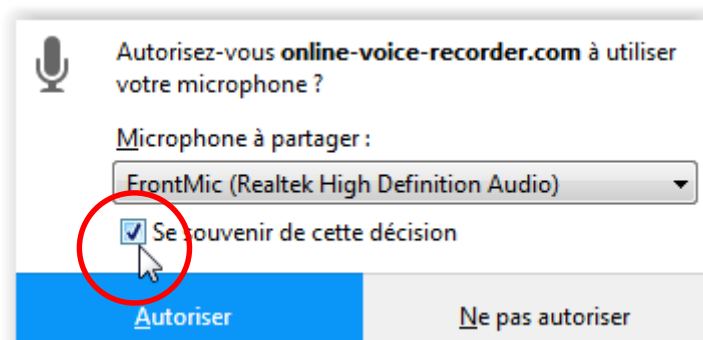 Autorisez-vous online-voice-recorder.com à utiliser
votre microphone ?
Microphone à partager :
FrontMic (Realtek High Definition Audio)
Se souvenir de cette décision
Autoriser
Ne pas autoriser